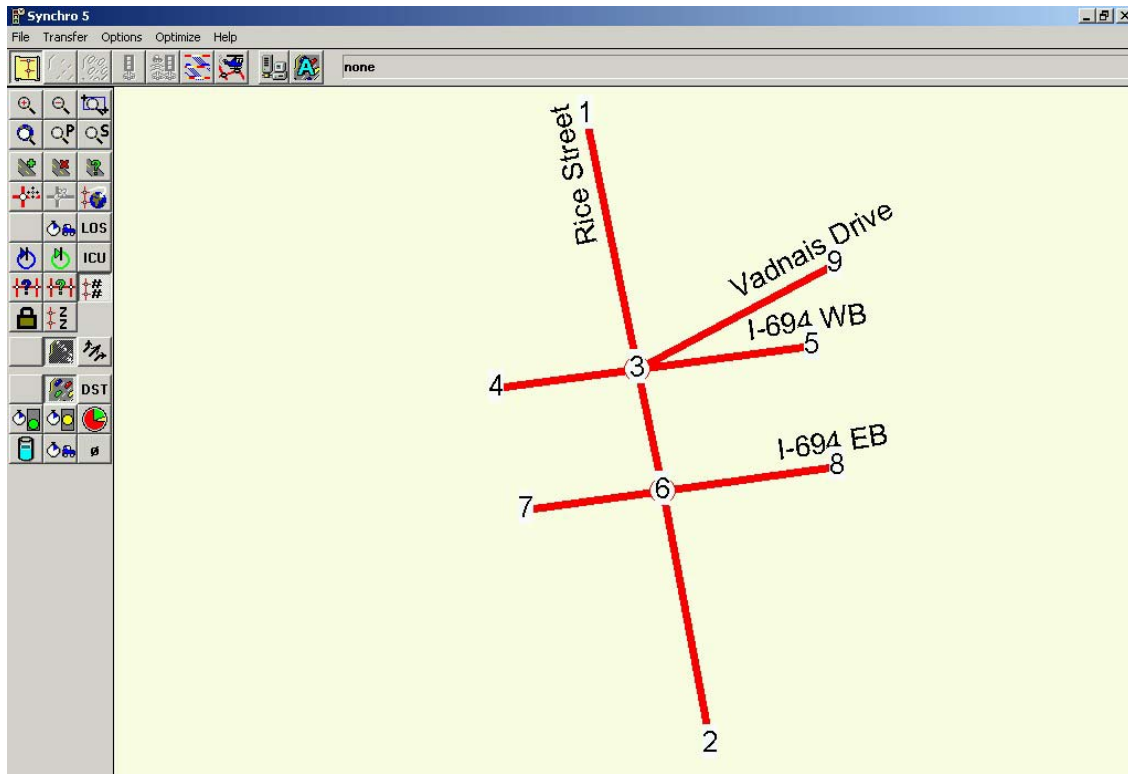 Synchro 5
File Transfer Options Optimize Help
none
P S
LOS
ICU
#
#
Z
Z
DST
ø
1
Rice Street
Vadnais Drive
9
I-694 WB
5
3
4
I-694 EB
8
6
7
2